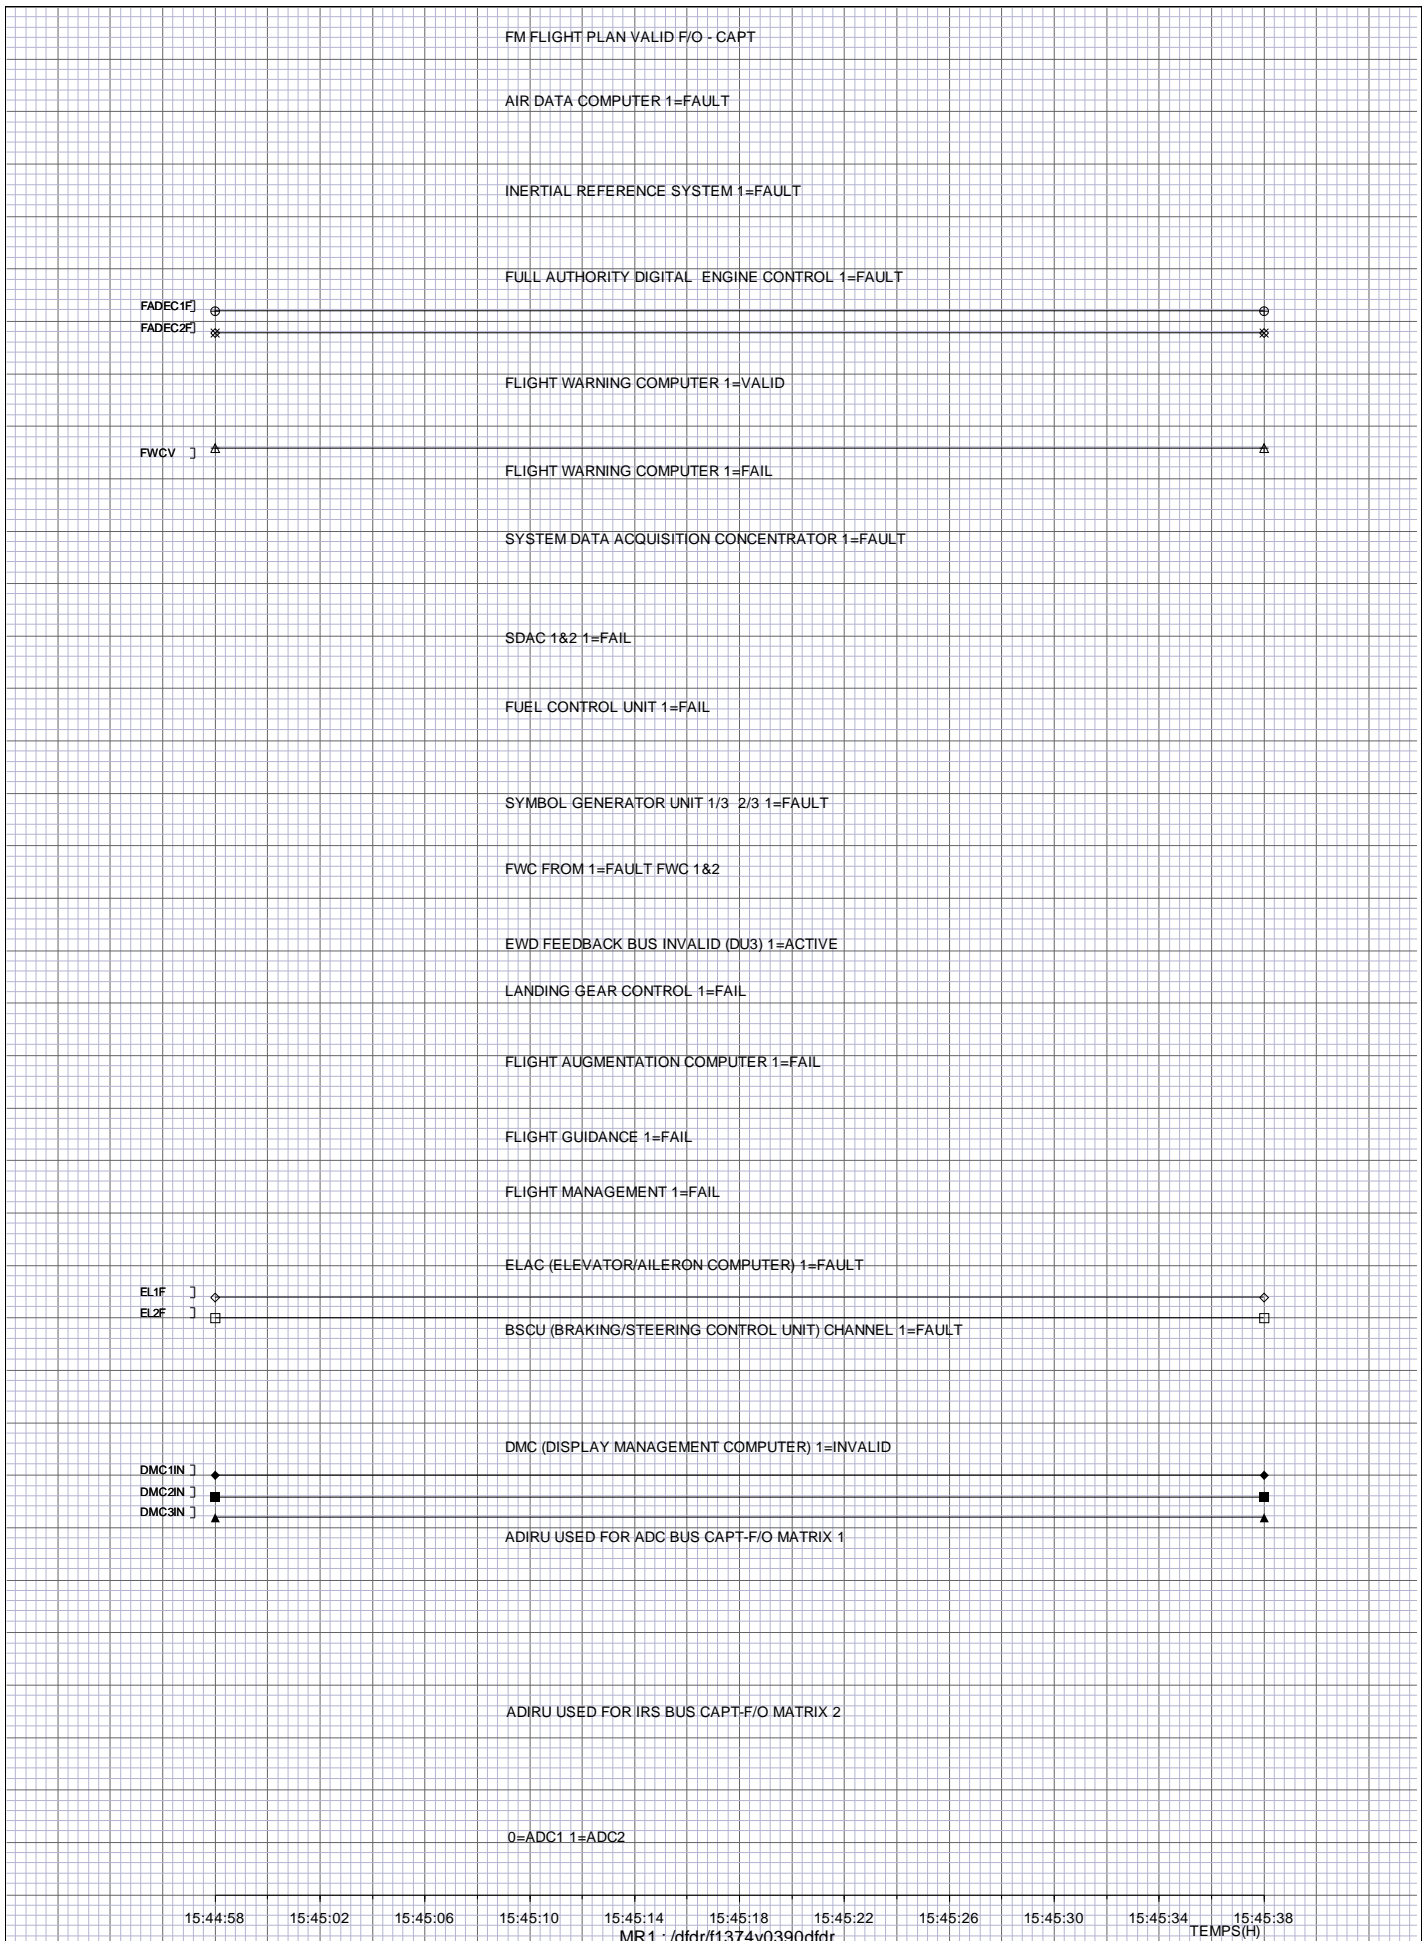 FM FLIGHT PLAN VALID F/O - CAPT
AIR DATA COMPUTER 1=FAULT
INERTIAL REFERENCE SYSTEM 1=FAULT
FULL AUTHORITY DIGITAL ENGINE CONTROL 1=FAULT
FADEC1F]
FADEC2F]
FLIGHT WARNING COMPUTER 1=VALID
FWCV ]
FLIGHT WARNING COMPUTER 1=FAIL
SYSTEM DATA ACQUISITION CONCENTRATOR 1=FAULT
SDAC 1&2 1=FAIL
FUEL CONTROL UNIT 1=FAIL
SYMBOL GENERATOR UNIT 1/3 2/3 1=FAULT
FWC FROM 1=FAULT FWC 1&2
EWD FEEDBACK BUS INVALID (DU3) 1=ACTIVE
LANDING GEAR CONTROL 1=FAIL
FLIGHT AUGMENTATION COMPUTER 1=FAIL
FLIGHT GUIDANCE 1=FAIL
FLIGHT MANAGEMENT 1=FAIL
ELAC (ELEVATOR/AILERON COMPUTER) 1=FAULT
EL1F ]
EL2F ]
BSCU (BRAKING/STEERING CONTROL UNIT) CHANNEL 1=FAULT
DMC (DISPLAY MANAGEMENT COMPUTER) 1=INVALID
DMC1IN ]
DMC2IN ]
DMC3IN ]
ADIRU USED FOR ADC BUS CAPT-F/O MATRIX 1
ADIRU USED FOR IRS BUS CAPT-F/O MATRIX 2
0=ADC1 1=ADC2
15:44:58 15:45:02 15:45:06 15:45:10 15:45:14 15:45:18 15:45:22 15:45:26 15:45:30 15:45:34 15:45:38
TEMPS(H)
MR1 : /dfdr/f1374v0390dfdr